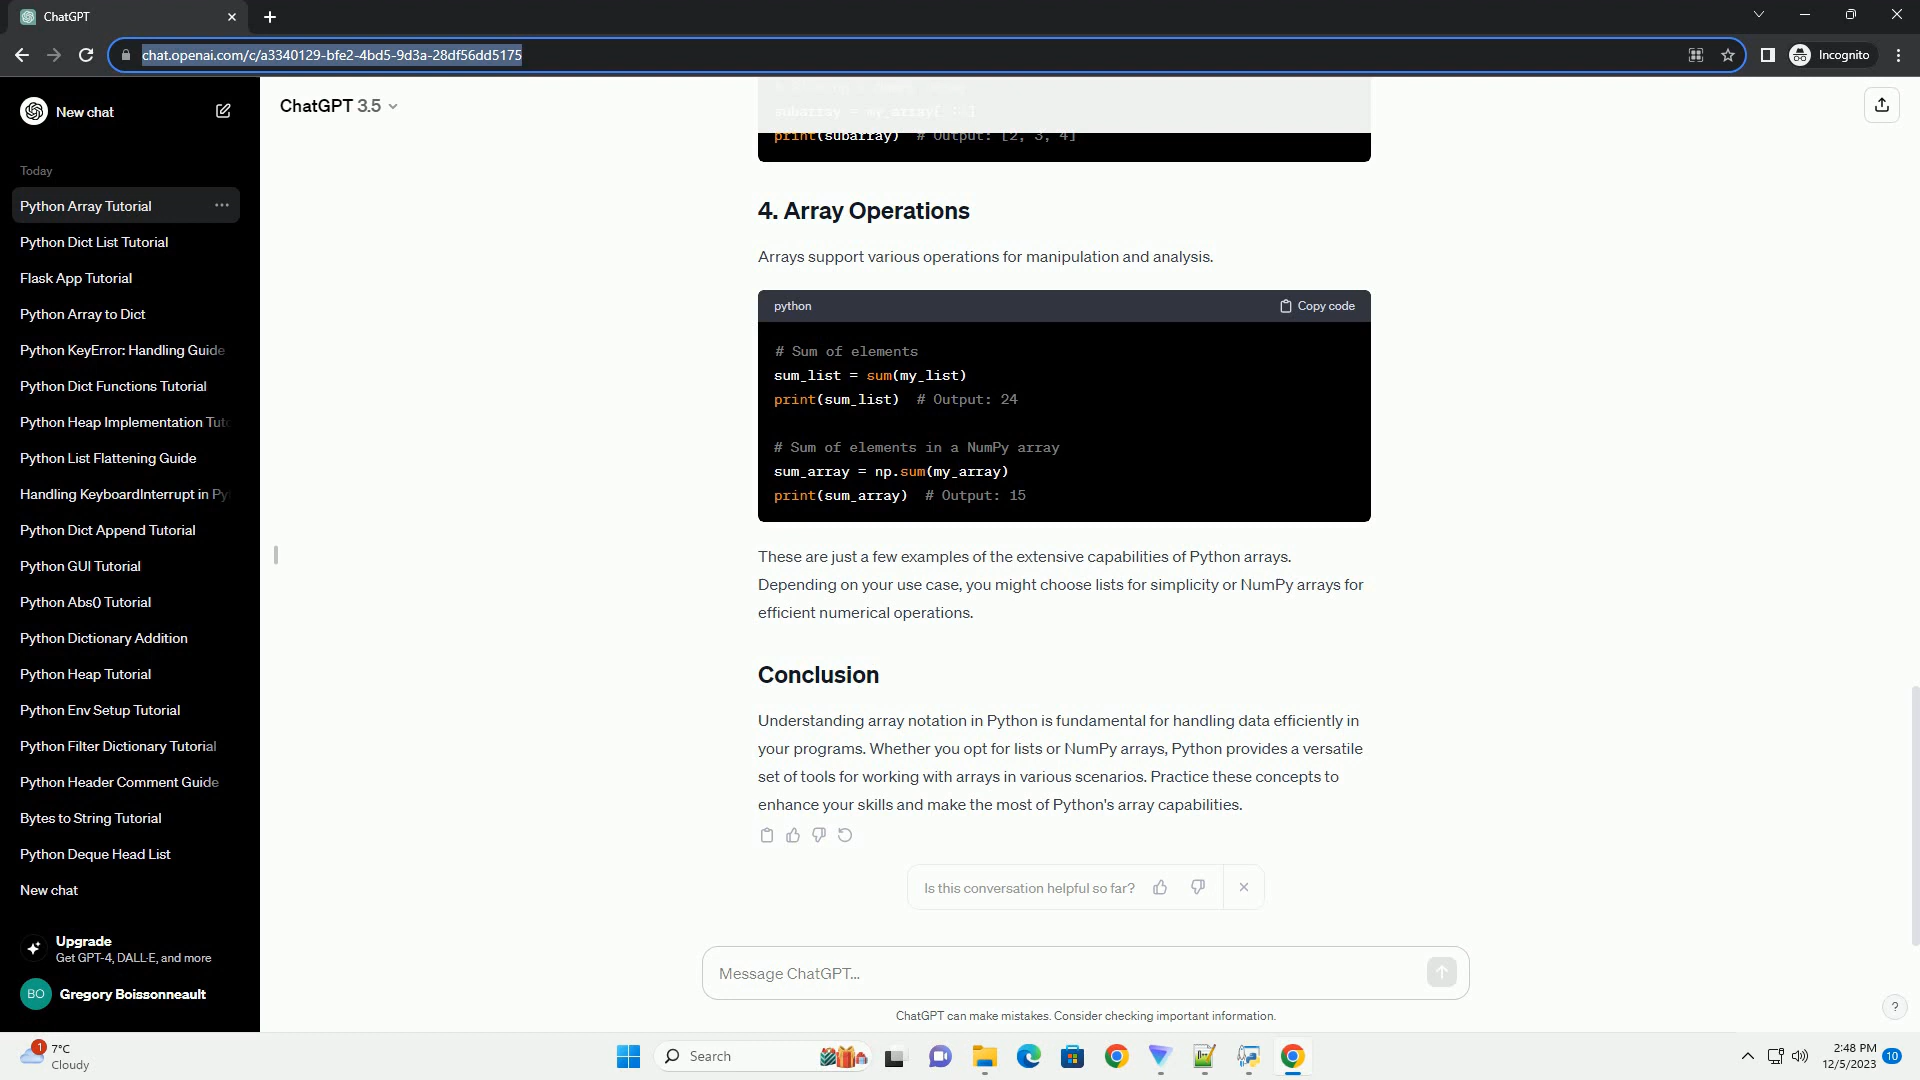 ChatGPT
chat.openai.com/c/a3340129-bfe2-4bd5-9d3a-28df56dd5175
Incognito
New chat
Today
Python Array Tutorial
Python Dict List Tutorial
Flask App Tutorial
Python Array to Dict
Python KeyError: Handling Guide
Python Dict Functions Tutorial
Python Heap Implementation Tuto
Python List Flattening Guide
Handling KeyboardInterrupt in Py
Python Dict Append Tutorial
Python GUI Tutorial
Python Abs() Tutorial
Python Dictionary Addition
Python Heap Tutorial
Python Env Setup Tutorial
Python Filter Dictionary Tutorial
Python Header Comment Guide
Bytes to String Tutorial
Python Deque Head List
New chat
Upgrade
Get GPT-4, DALL·E, and more
BO
Gregory Boissonneault
ChatGPT 3.5
subarray = my_array[
print(subarray)  # Output: [2, 3, 4]
4. Array Operations
Arrays support various operations for manipulation and analysis.
python
Copy code
# Sum of elements
sum_list = sum(my_list)
print(sum_list)  # Output: 24
# Sum of elements in a NumPy array
sum_array = np.sum(my_array)
print(sum_array)  # Output: 15
These are just a few examples of the extensive capabilities of Python arrays.
Depending on your use case, you might choose lists for simplicity or NumPy arrays for
efficient numerical operations.
Conclusion
Understanding array notation in Python is fundamental for handling data efficiently in
your programs. Whether you opt for lists or NumPy arrays, Python provides a versatile
set of tools for working with arrays in various scenarios. Practice these concepts to
enhance your skills and make the most of Python's array capabilities.
Is this conversation helpful so far?
Message ChatGPT...
ChatGPT can make mistakes. Consider checking important information.
?
1
7°C
Cloudy
Search
2:48 PM
12/5/2023
10